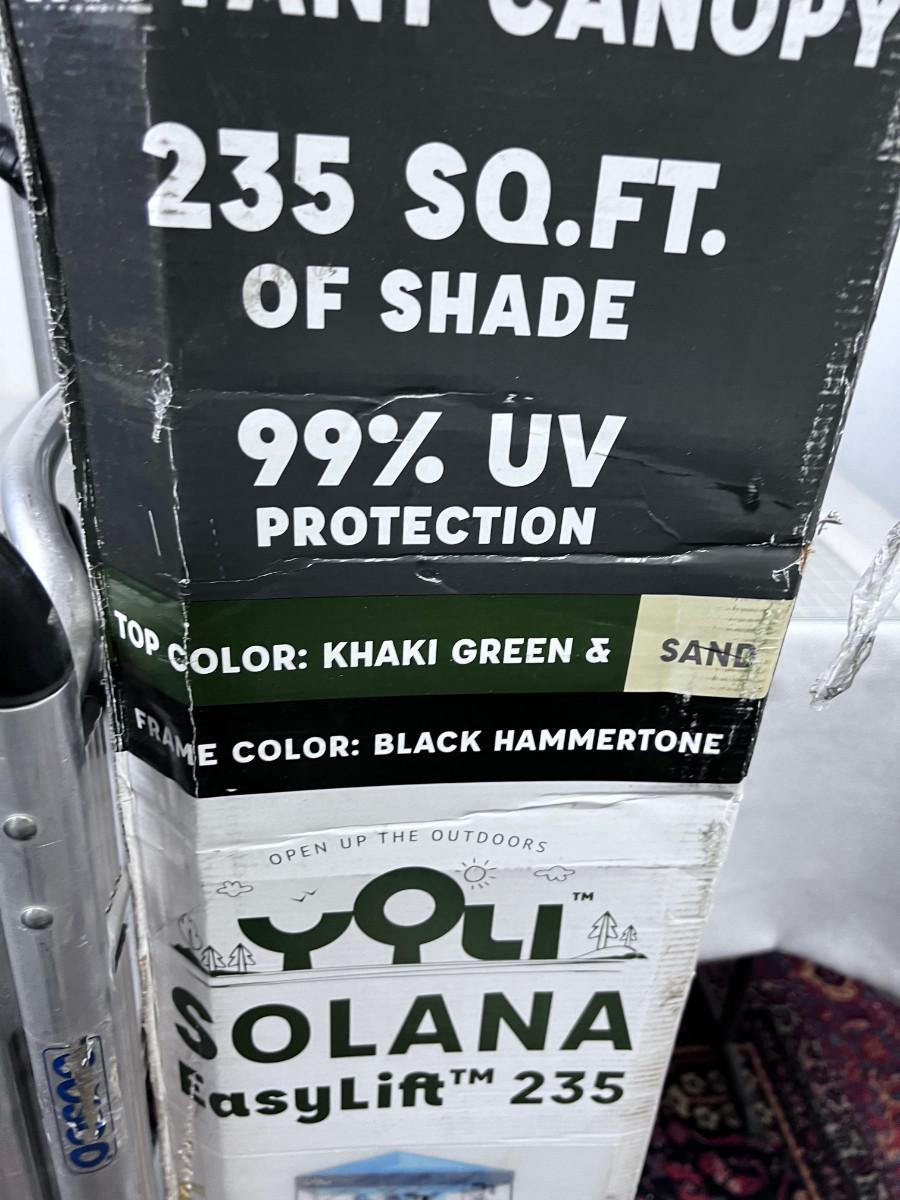 CANOPY
235 SQ.FT.
OF SHADE
99% UV
PROTECTION
TOP COLOR: KHAKI GREEN & SAND
FRAME COLOR: BLACK HAMMERTONE
OPEN UP THE OUTDOORS
YOLI™
SOLANA
EasyLift™ 235